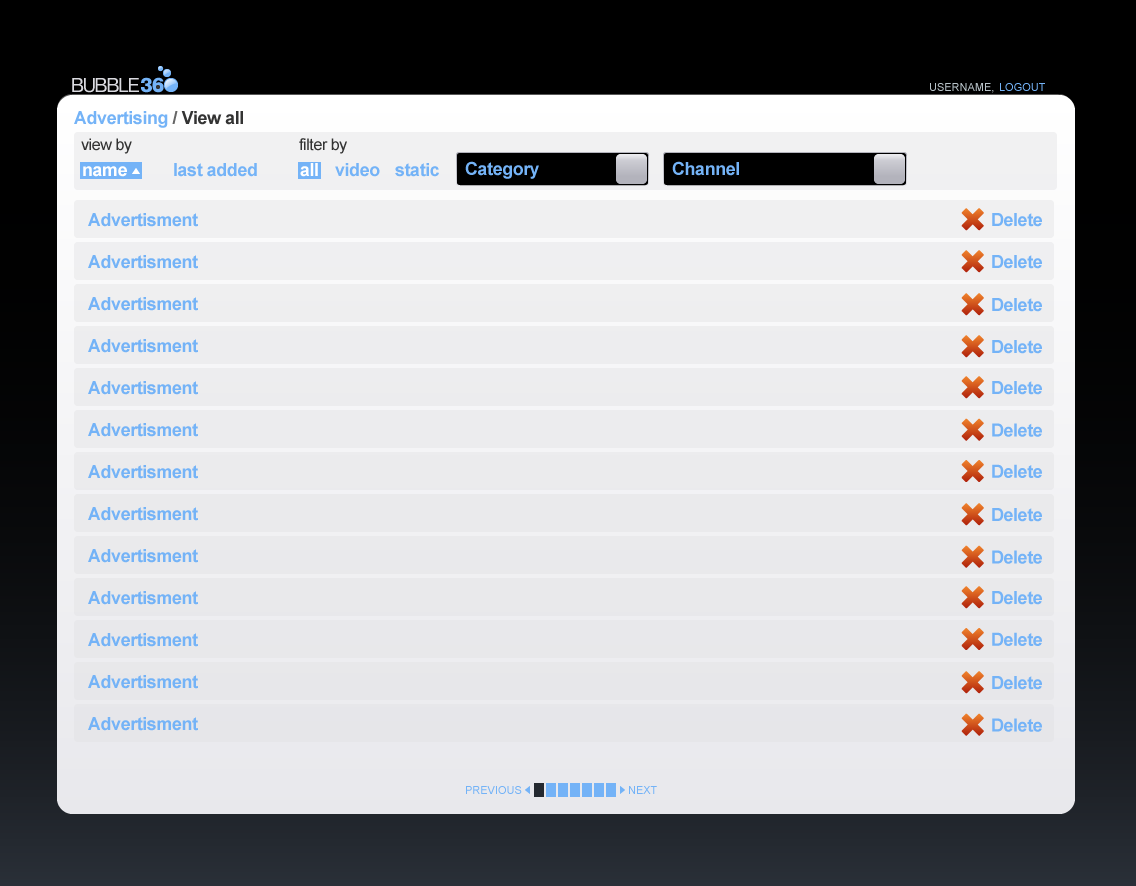 BUBBLE360
USERNAME, LOGOUT
Advertising / View all
view by
filter by
name last added all video static Category Channel
Advertisment Delete
Advertisment Delete
Advertisment Delete
Advertisment Delete
Advertisment Delete
Advertisment Delete
Advertisment Delete
Advertisment Delete
Advertisment Delete
Advertisment Delete
Advertisment Delete
Advertisment Delete
Advertisment Delete
PREVIOUS NEXT